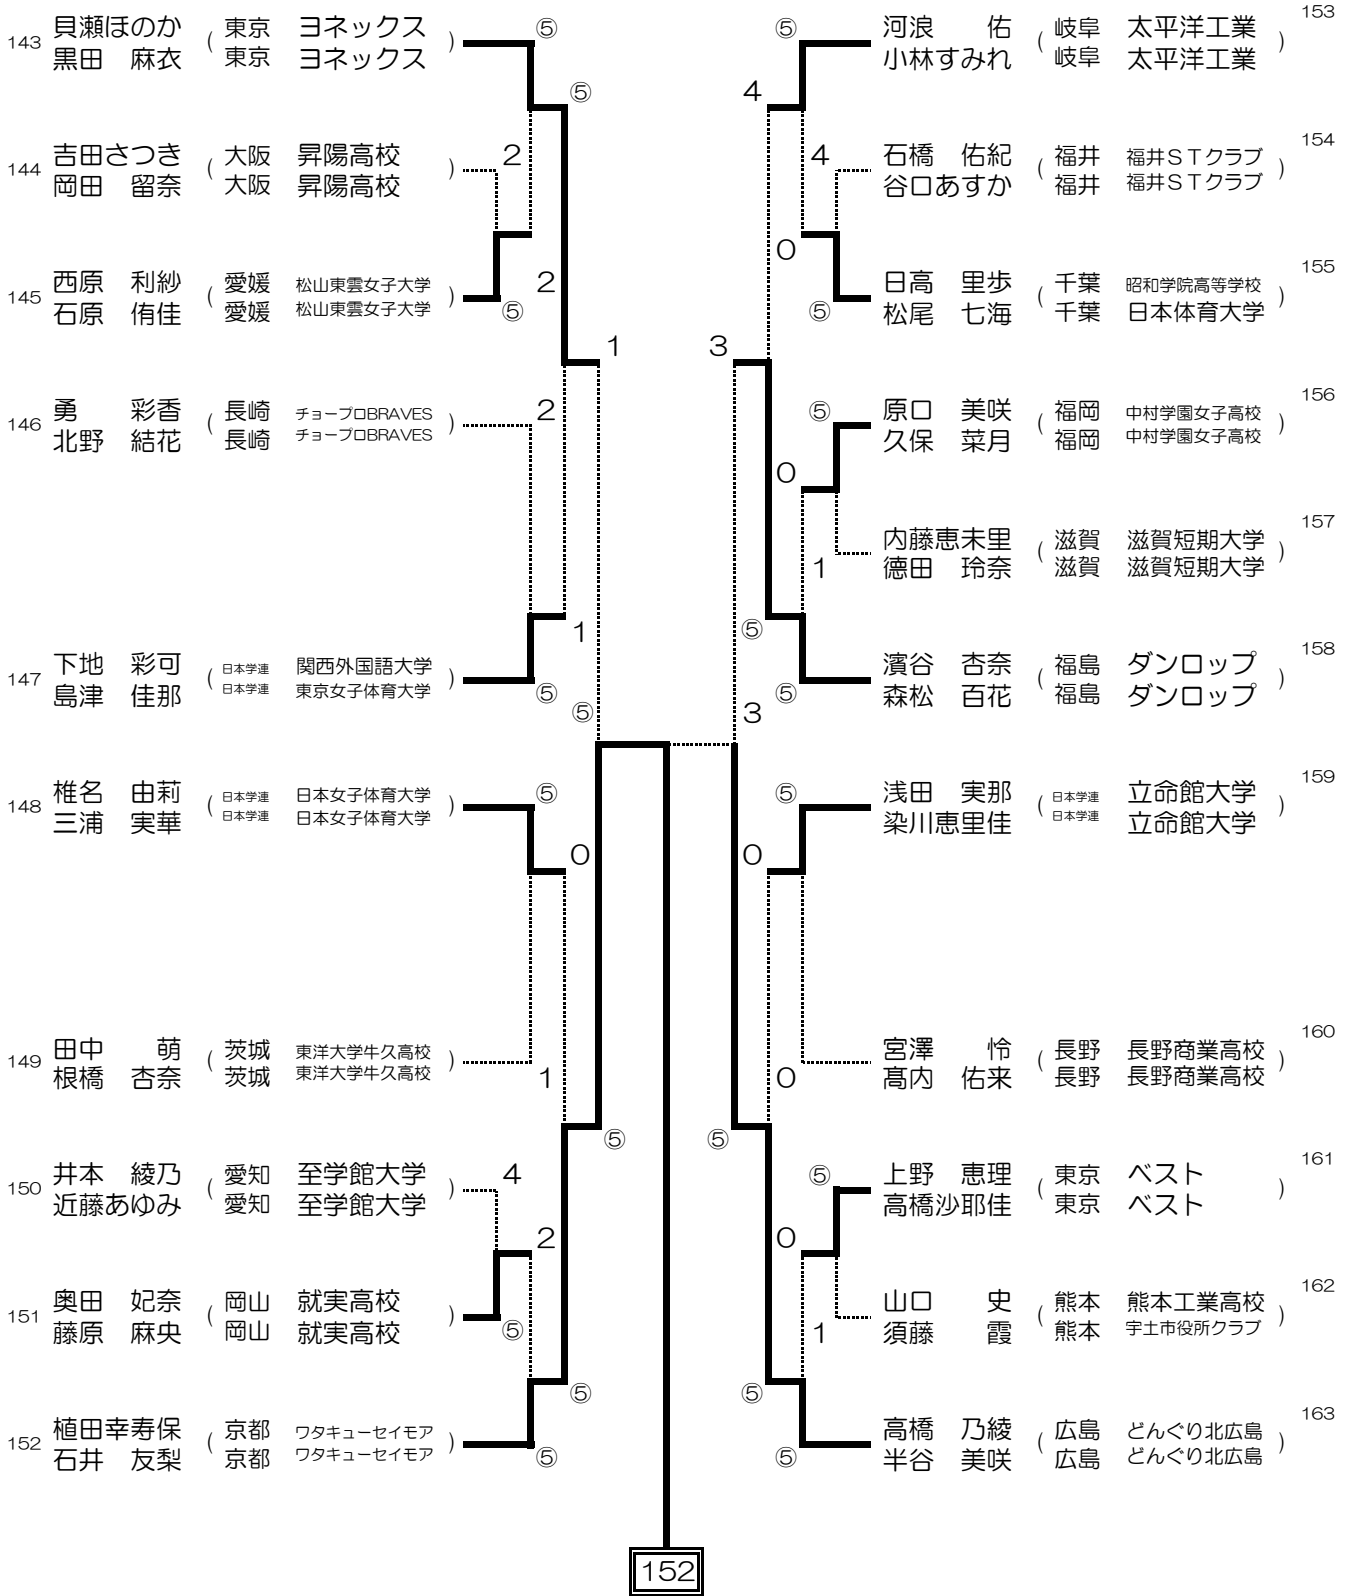 143 貝瀬ほのか ( 東京 ヨネックス ) ⑤
黒田 麻衣 東京 ヨネックス
⑤
144 吉田さつき ( 大阪 昇陽高校 ) 2
岡田 留奈 大阪 昇陽高校
145 西原 利紗 ( 愛媛 松山東雲女子大学 ) 2
石原 侑佳 愛媛 松山東雲女子大学 ⑤
1
146 勇 彩香 ( 長崎 チョープロBRAVES ) 2
北野 結花 長崎 チョープロBRAVES
1
147 下地 彩可 ( 日本学連 関西外国語大学 )
島津 佳那 日本学連 東京女子体育大学 ⑤
⑤
148 椎名 由莉 ( 日本学連 日本女子体育大学 ) ⑤
三浦 実華 日本学連 日本女子体育大学
0
149 田中 萌 ( 茨城 東洋大学牛久高校 )
根橋 杏奈 茨城 東洋大学牛久高校 1
⑤
150 井本 綾乃 ( 愛知 至学館大学 ) 4
近藤あゆみ 愛知 至学館大学
2
151 奥田 妃奈 ( 岡山 就実高校 )
藤原 麻央 岡山 就実高校 ⑤
⑤
152 植田幸寿保 ( 京都 ワタキューセイモア )
石井 友梨 京都 ワタキューセイモア ⑤
153
⑤ 河浪 佑 ( 岐阜 太平洋工業 )
小林すみれ 岐阜 太平洋工業
4
154
4 石橋 佑紀 ( 福井 福井STクラブ )
谷口あすか 福井 福井STクラブ
0
155
日高 里歩 ( 千葉 昭和学院高等学校 )
⑤ 松尾 七海 千葉 日本体育大学
3
156
⑤ 原口 美咲 ( 福岡 中村学園女子高校 )
久保 菜月 福岡 中村学園女子高校
0
157
内藤恵未里 ( 滋賀 滋賀短期大学 )
1 德田 玲奈 滋賀 滋賀短期大学
⑤
158
濱谷 杏奈 ( 福島 ダンロップ )
⑤ 森松 百花 福島 ダンロップ
3
159
⑤ 浅田 実那 ( 日本学連 立命館大学 )
染川恵里佳 日本学連 立命館大学
0
160
宮澤 怜 ( 長野 長野商業高校 )
0 髙内 佑来 長野 長野商業高校
⑤
161
⑤ 上野 恵理 ( 東京 ベスト )
高橋沙耶佳 東京 ベスト
0
162
山口 史 ( 熊本 熊本工業高校 )
1 須藤 霞 熊本 宇土市役所クラブ
⑤
163
高橋 乃綾 ( 広島 どんぐり北広島 )
⑤ 半谷 美咲 広島 どんぐり北広島
152